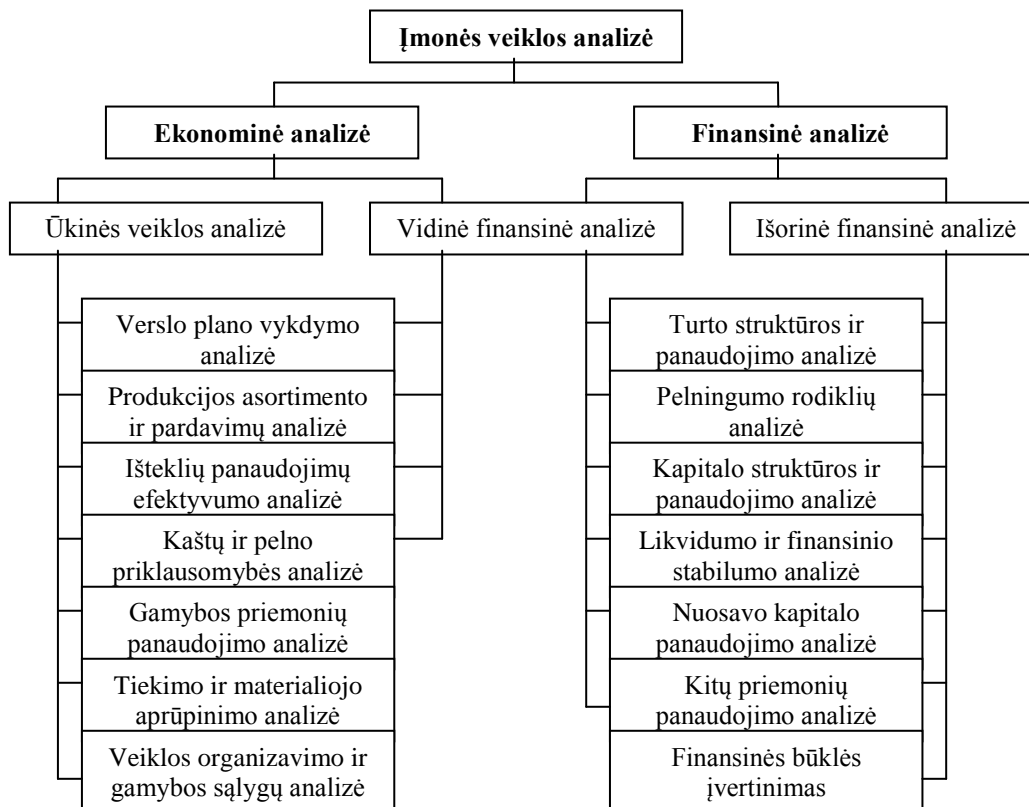 Įmonės veiklos analizė
Ekonominė analizė
Finansinė analizė
Ūkinės veiklos analizė
Vidinė finansinė analizė
Išorinė finansinė analizė
Verslo plano vykdymo
analizė
Produkcijos asortimento
ir pardavimų analizė
Išteklių panaudojimų
efektyvumo analizė
Kaštų ir pelno
priklausomybės analizė
Gamybos priemonių
panaudojimo analizė
Tiekimo ir materialiojo
aprūpinimo analizė
Veiklos organizavimo ir
gamybos sąlygų analizė
Turto struktūros ir
panaudojimo analizė
Pelningumo rodiklių
analizė
Kapitalo struktūros ir
panaudojimo analizė
Likvidumo ir finansinio
stabilumo analizė
Nuosavo kapitalo
panaudojimo analizė
Kitų priemonių
panaudojimo analizė
Finansinės būklės
įvertinimas